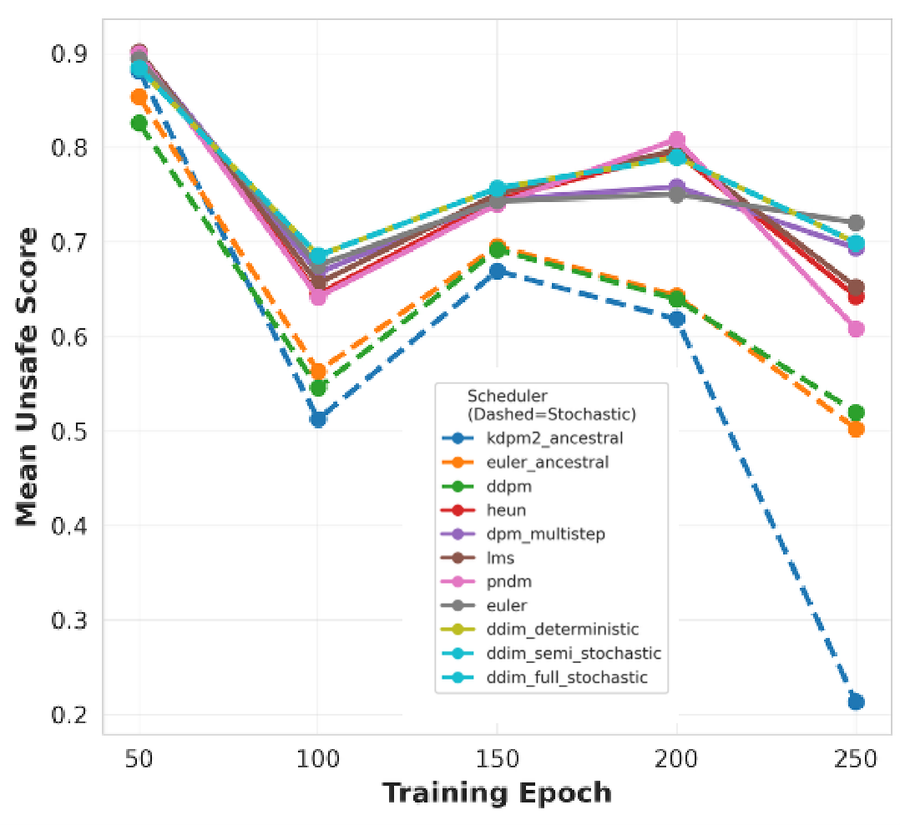 Mean Unsafe Score
0.9
0.8
0.7
0.6
0.5
0.4
0.3
0.2
Scheduler
(Dashed=Stochastic)
kdpm2_ancestral
euler_ancestral
ddpm
heun
dpm_multistep
lms
pndm
euler
ddim_deterministic
ddim_semi_stochastic
ddim_full_stochastic
50 100 150 200 250
Training Epoch